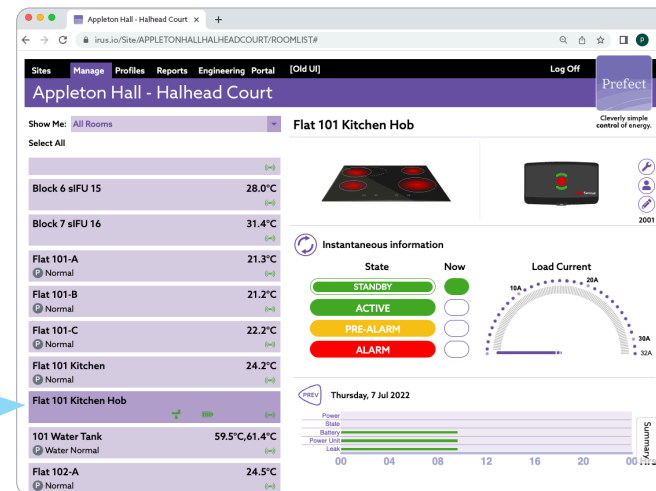 Appleton Hall - Halhead Court × +
irus.io/Site/APPLETONHALLHALHEADCOURT/ROOMLIST#
P
Sites Manage Profiles Reports Engineering Portal [Old UI] Log Off
Appleton Hall - Halhead Court
Prefect
Cleverly simple
control of energy.
Show Me: All Rooms
Select All
Flat 101 Kitchen Hob
Block 6 sIFU 15 28.0°C
Block 7 sIFU 16 31.4°C
Flat 101-A 21.3°C
P Normal
Flat 101-B 21.2°C
P Normal
Flat 101-C 22.2°C
P Normal
Flat 101 Kitchen 24.2°C
P Normal
Flat 101 Kitchen Hob
101 Water Tank 59.5°C,61.4°C
P Water Normal
Flat 102-A 24.5°C
P Normal
2001
Instantaneous information
State Now Load Current
STANDBY
ACTIVE
PRE-ALARM
ALARM
10A 20A
30A
32A
PREV Thursday, 7 Jul 2022
Power
State
Battery
Power Unit
Leak
00 04 08 12 16 20 00 Hrs
Summary